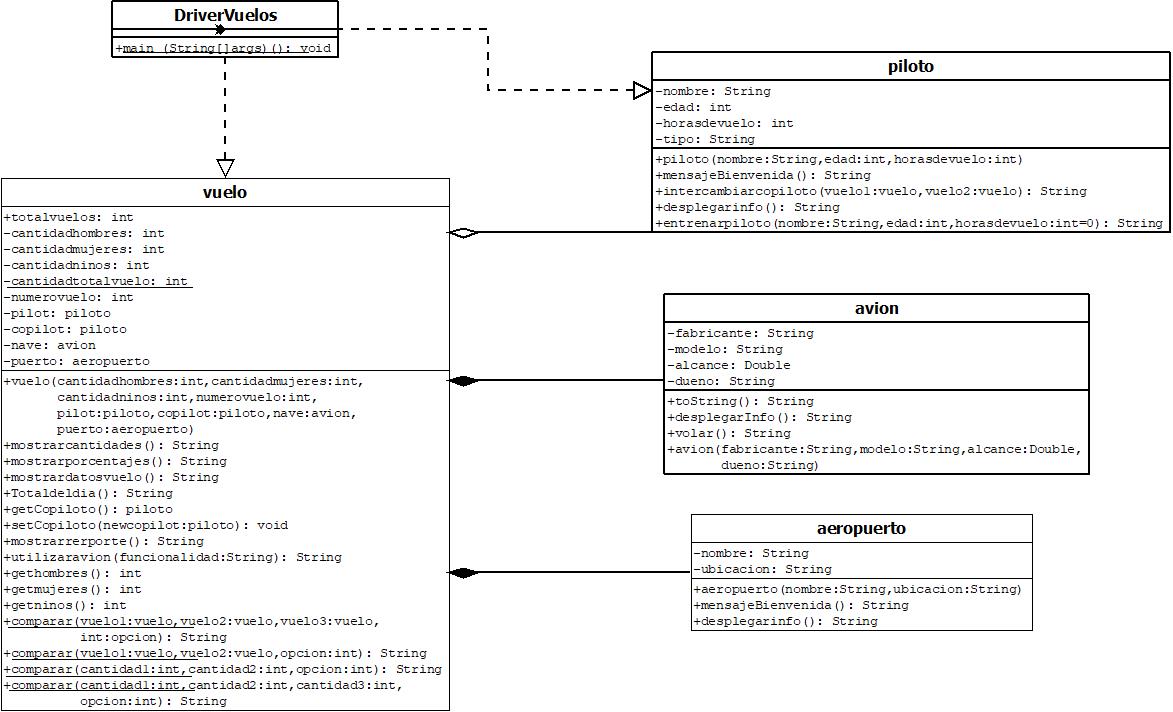 DriverVuelos
+main (String[]args)(): void
piloto
-nombre: String
-edad: int
-horasdevuelo: int
-tipo: String
+piloto(nombre:String,edad:int,horasdevuelo:int)
+mensajeBienvenida(): String
+intercambiarcopiloto(vuelo1:vuelo,vuelo2:vuelo): String
+desplegarinfo(): String
+entrenarpiloto(nombre:String,edad:int,horasdevuelo:int=0): String
vuelo
+totalvuelos: int
-cantidadhombres: int
-cantidadmujeres: int
-cantidadninos: int
-cantidadtotalvuelo: int
-numerovuelo: int
-pilot: piloto
-copilot: piloto
-nave: avion
-puerto: aeropuerto
+vuelo(cantidadhombres:int,cantidadmujeres:int,
cantidadninos:int,numerovuelo:int,
pilot:piloto,copilot:piloto,nave:avion,
puerto:aeropuerto)
+mostrarcantidades(): String
+mostrarporcentajes(): String
+mostrardatosvuelo(): String
+Totaldeldia(): String
+getCopiloto(): piloto
+setCopiloto(newcopilot:piloto): void
+mostrarrerporte(): String
+utilizaravion(funcionalidad:String): String
+gethombres(): int
+getmujeres(): int
+getninos(): int
+comparar(vuelo1:vuelo,vuelo2:vuelo,vuelo3:vuelo,
int:opcion): String
+comparar(vuelo1:vuelo,vuelo2:vuelo,opcion:int): String
+comparar(cantidad1:int,cantidad2:int,opcion:int): String
+comparar(cantidad1:int,cantidad2:int,cantidad3:int,
opcion:int): String
avion
-fabricante: String
-modelo: String
-alcance: Double
-dueno: String
+toString(): String
+desplegarInfo(): String
+volar(): String
+avion(fabricante:String,modelo:String,alcance:Double,
dueno:String)
aeropuerto
-nombre: String
-ubicacion: String
+aeropuerto(nombre:String,ubicacion:String)
+mensajeBienvenida(): String
+desplegarinfo(): String